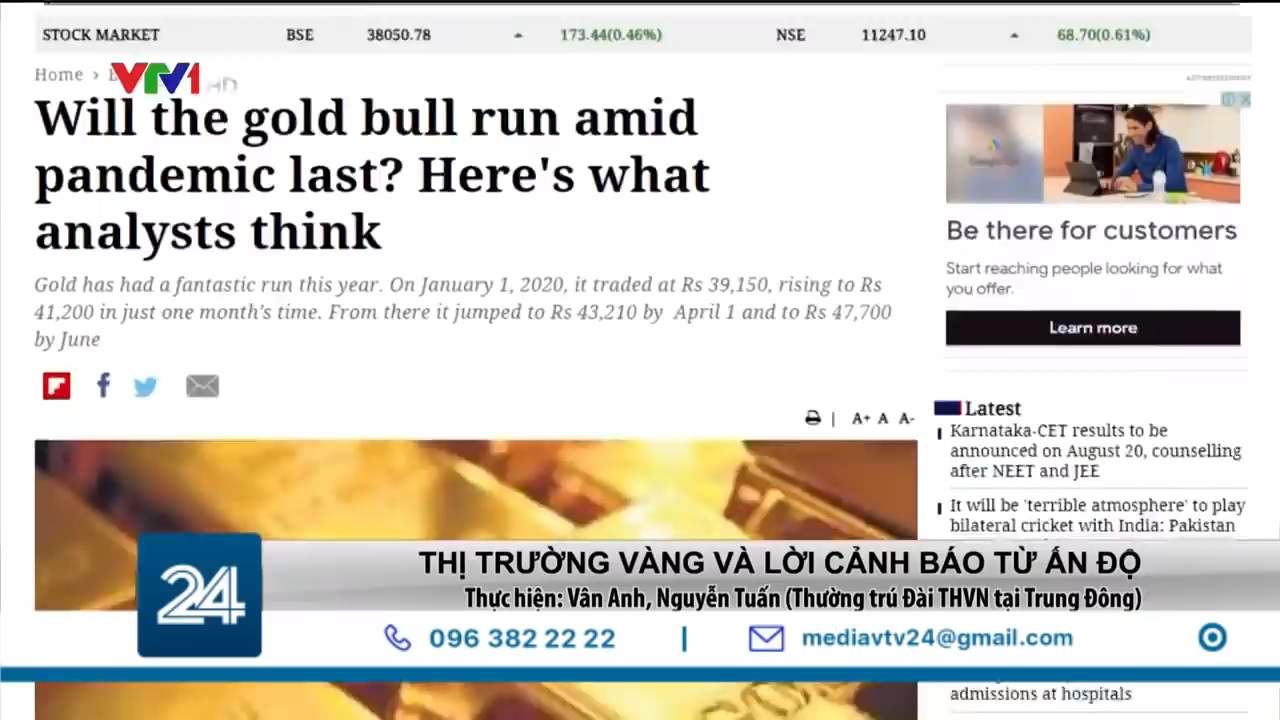 STOCK MARKET BSE 38050.78 173.44(0.46%) NSE 11247.10 68.70(0.61%)
Home ›
VTV1 HD
ADVERTISEMENT
Will the gold bull run amid
pandemic last? Here's what
analysts think
Gold has had a fantastic run this year. On January 1, 2020, it traded at Rs 39,150, rising to Rs
41,200 in just one month's time. From there it jumped to Rs 43,210 by April 1 and to Rs 47,700
by June
Be there for customers
Start reaching people looking for what
you offer.
Learn more
A+ A A-
Latest
Karnataka-CET results to be
announced on August 20, counselling
after NEET and JEE
It will be 'terrible atmosphere' to play
bilateral cricket with India: Pakistan
24
THỊ TRƯỜNG VÀNG VÀ LỜI CẢNH BÁO TỪ ẤN ĐỘ
Thực hiện: Vân Anh, Nguyễn Tuấn (Thường trú Đài THVN tại Trung Đông)
096 382 22 22 | mediavtv24@gmail.com
admissions at hospitals